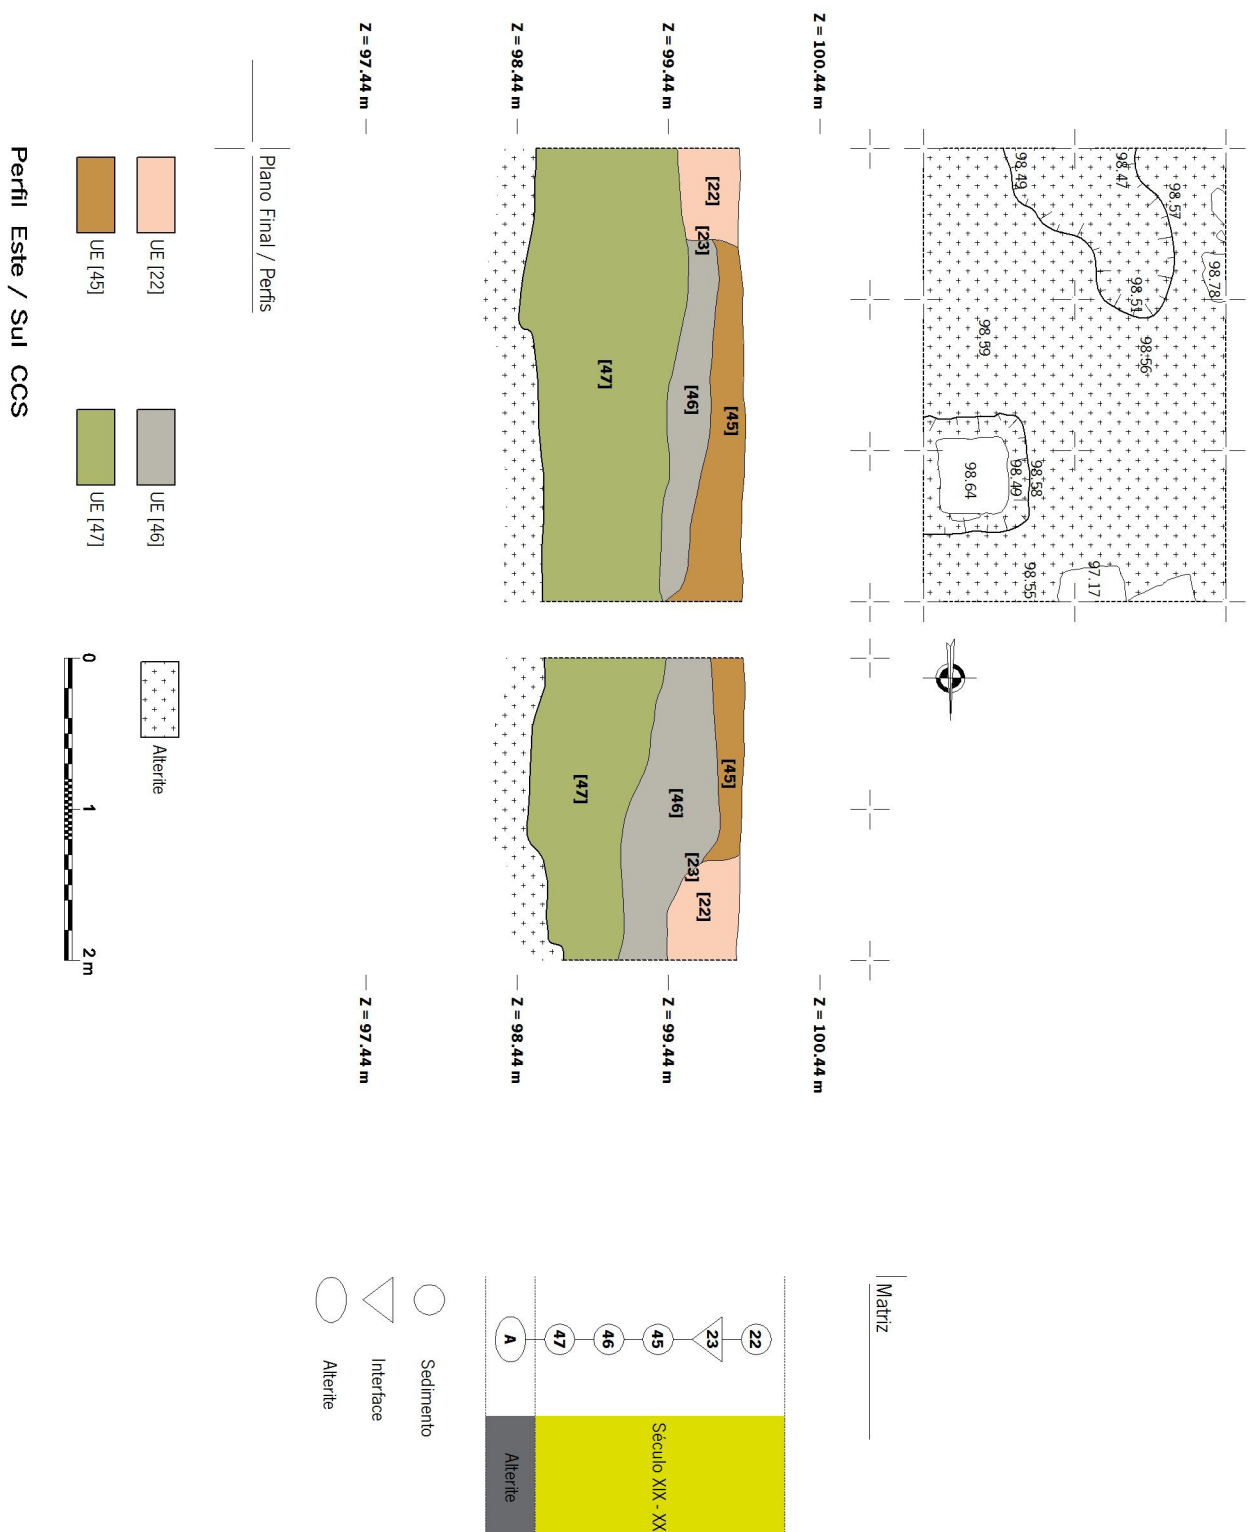 98.49
98.47
98.57
98.78
98.51
98.59
98.56
98.58
98.49
98.64
98.55
97.17
Z = 100.44 m
Z = 100.44 m
Z = 99.44 m
Z = 99.44 m
Z = 98.44 m
Z = 98.44 m
Z = 97.44 m
Z = 97.44 m
[22]
[23]
[45]
[46]
[47]
[45]
[46]
[23]
[22]
[47]
Matriz
22
23
45
46
47
A
Século XIX - XX
Alterite
Sedimento
Interface
Alterite
Plano Final / Perfis
UE [22]
UE [46]
Alterite
UE [45]
UE [47]
0
1
2 m
Perfil Este / Sul CCS